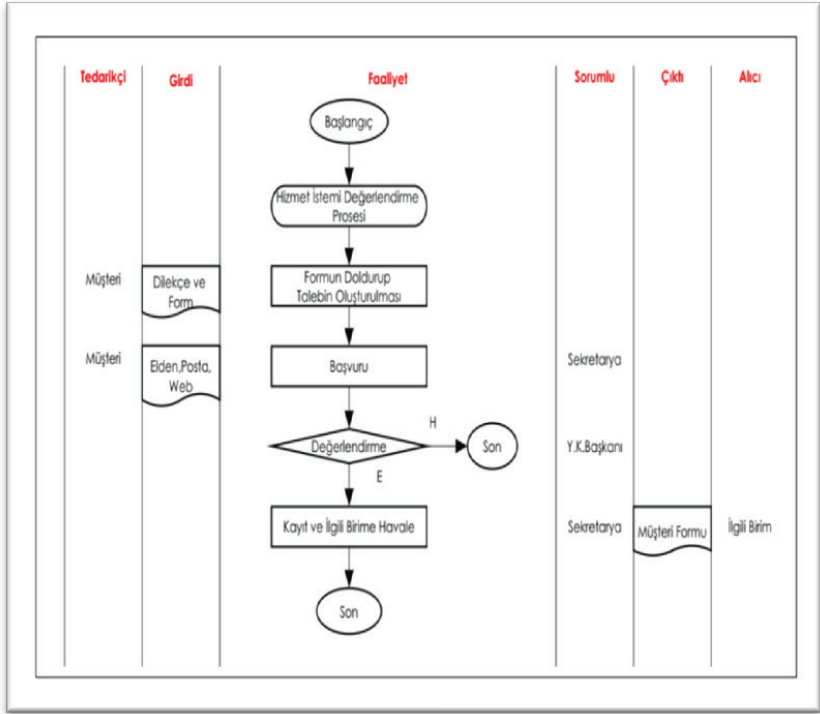 Tedarikçi Girdi Faaliyet Sorumlu Çıktı Alıcı
Başlangıç
Hizmet İstemi Değerlendirme
Prosesi
Müşteri
Dilekçe ve
Form
Formun Doldurup
Talebin Oluşturulması
Müşteri
Elden,Posta,
Web
Başvuru
Sekretarya
H
Değerlendirme
Son
Y.K.Başkanı
E
Kayıt ve İlgili Birime Havale
Sekretarya
Müşteri Formu
İlgili Birim
Son